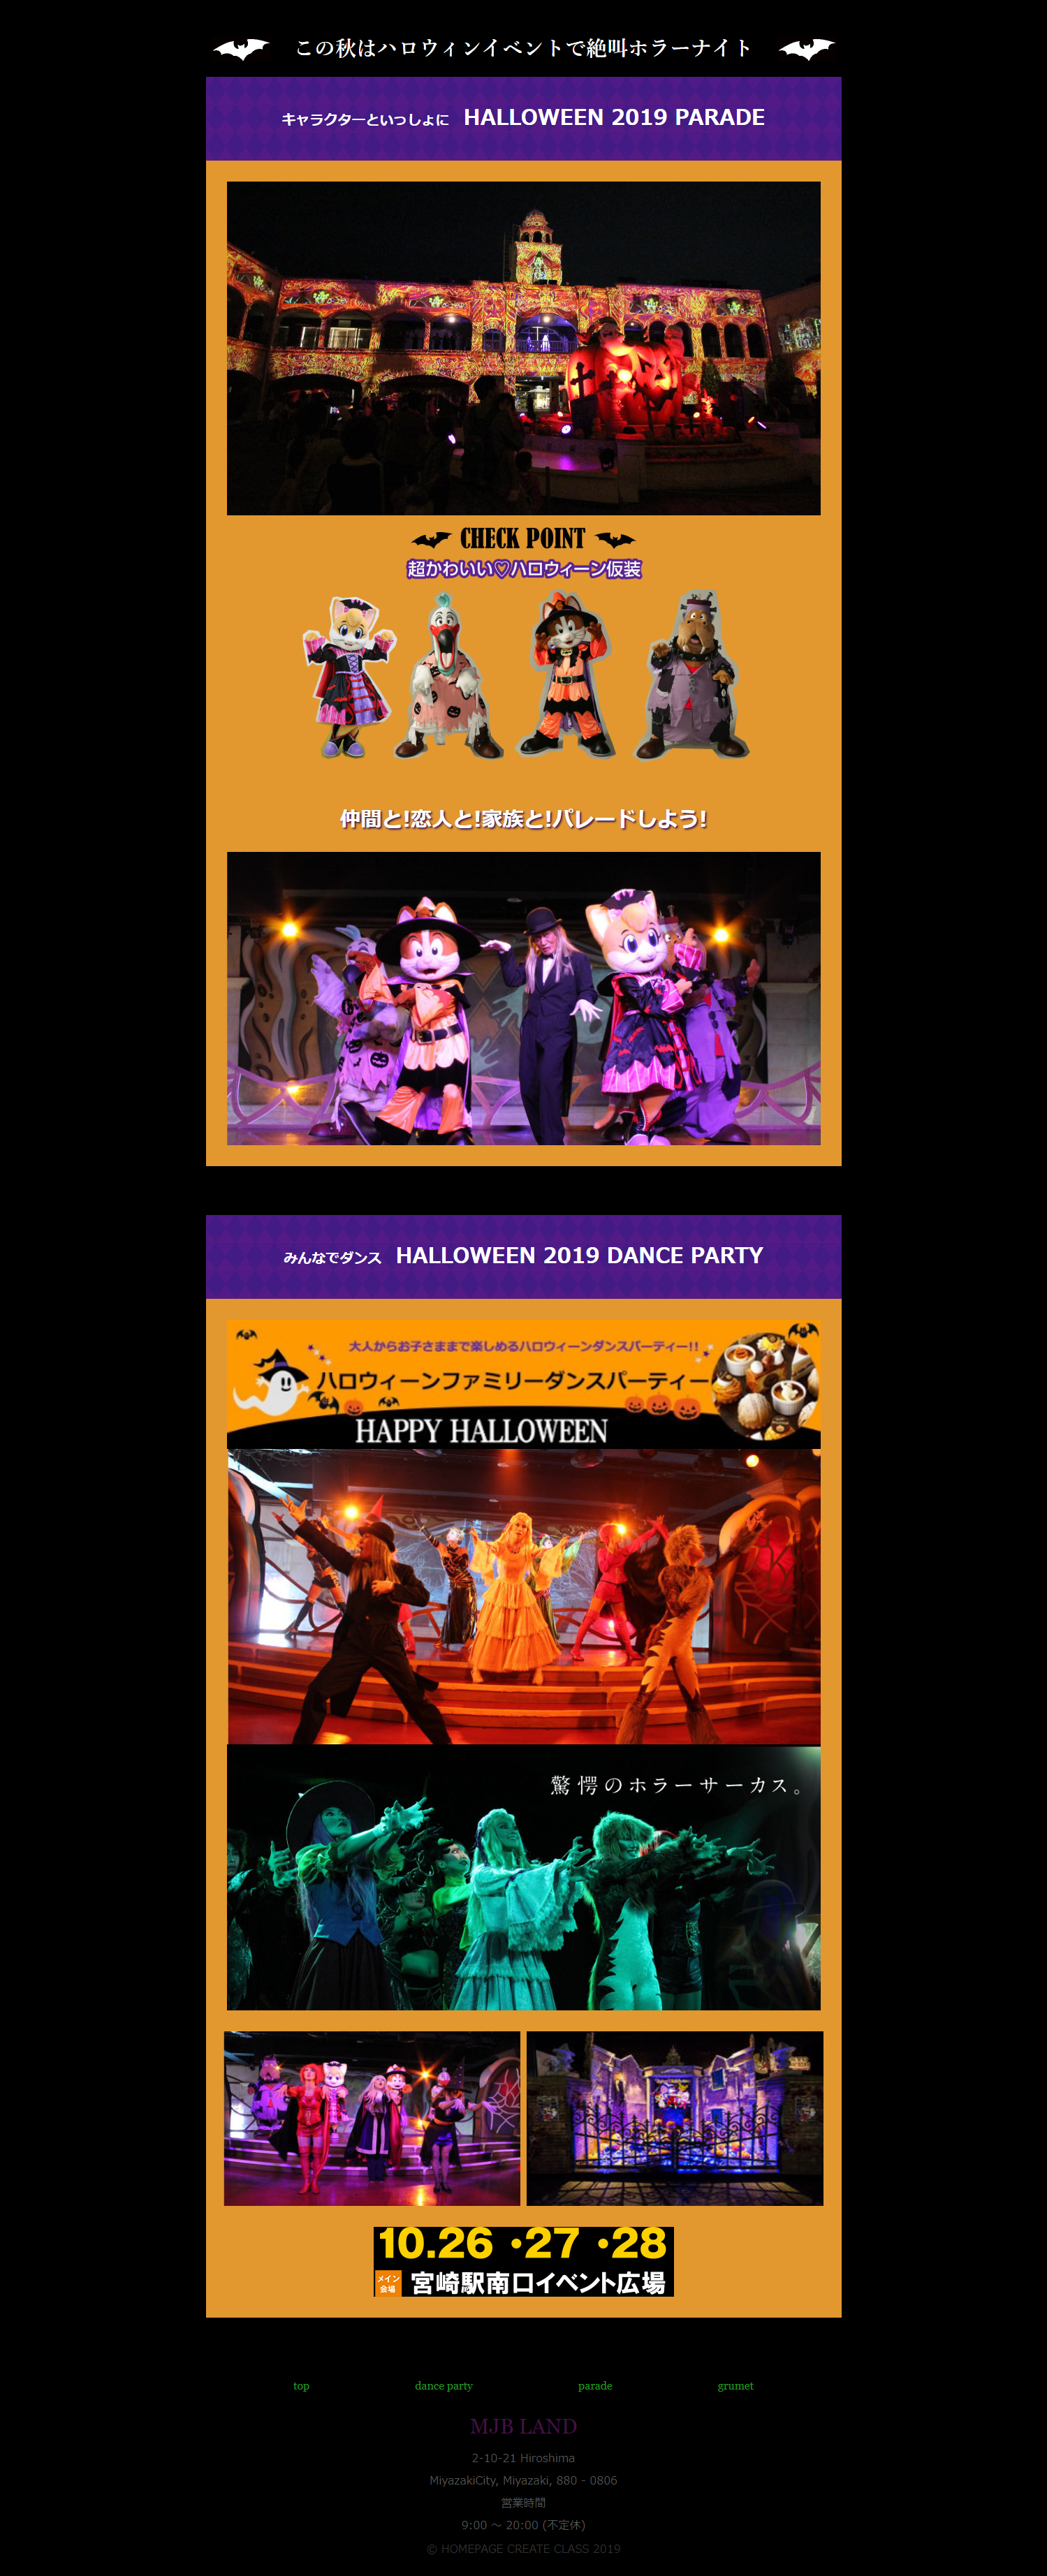 この秋はハロウィンイベントで絶叫ホラーナイト
キャラクターといっしょに HALLOWEEN 2019 PARADE
CHECK POINT
超かわいい♡ハロウィーン仮装
仲間と!恋人と!家族と!パレードしよう!
みんなでダンス HALLOWEEN 2019 DANCE PARTY
大人からお子さままで楽しめるハロウィーンダンスパーティー!!
ハロウィーンファミリーダンスパーティー
HAPPY HALLOWEEN
驚愕のホラーサーカス。
10.26 ・27 ・28
メイン会場 宮崎駅南口イベント広場
top dance party parade grumet
MJB LAND
2-10-21 Hiroshima
MiyazakiCity, Miyazaki, 880 - 0806
営業時間
9:00 ～ 20:00 (不定休)
© HOMEPAGE CREATE CLASS 2019